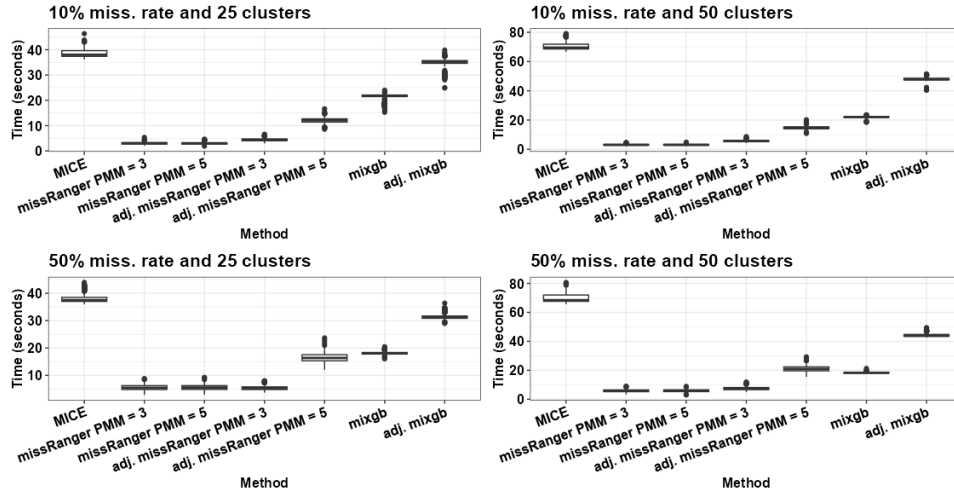 10% miss. rate and 25 clusters
Time (seconds)
40
30
20
10
0
MICE
missRanger PMM = 3
missRanger PMM = 5
adj. missRanger PMM = 3
adj. missRanger PMM = 5
mixgb
adj. mixgb
Method
10% miss. rate and 50 clusters
Time (seconds)
80
60
40
20
0
MICE
missRanger PMM = 3
missRanger PMM = 5
adj. missRanger PMM = 3
adj. missRanger PMM = 5
mixgb
adj. mixgb
Method
50% miss. rate and 25 clusters
Time (seconds)
40
30
20
10
MICE
missRanger PMM = 3
missRanger PMM = 5
adj. missRanger PMM = 3
adj. missRanger PMM = 5
mixgb
adj. mixgb
Method
50% miss. rate and 50 clusters
Time (seconds)
80
60
40
20
0
MICE
missRanger PMM = 3
missRanger PMM = 5
adj. missRanger PMM = 3
adj. missRanger PMM = 5
mixgb
adj. mixgb
Method